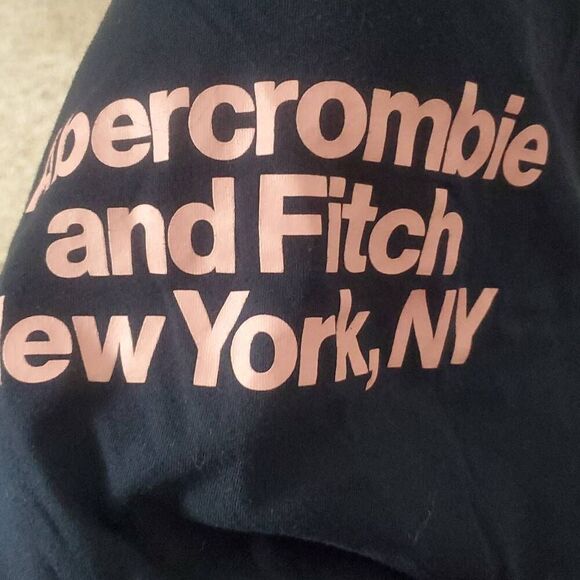 Abercrombie
and Fitch
New York, NY